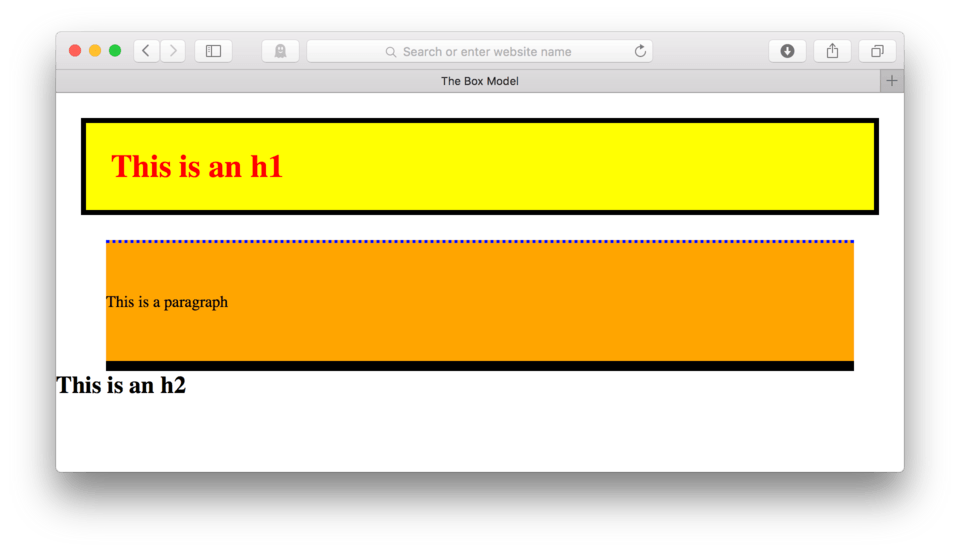 Search or enter website name
The Box Model
This is an h1
This is a paragraph
This is an h2